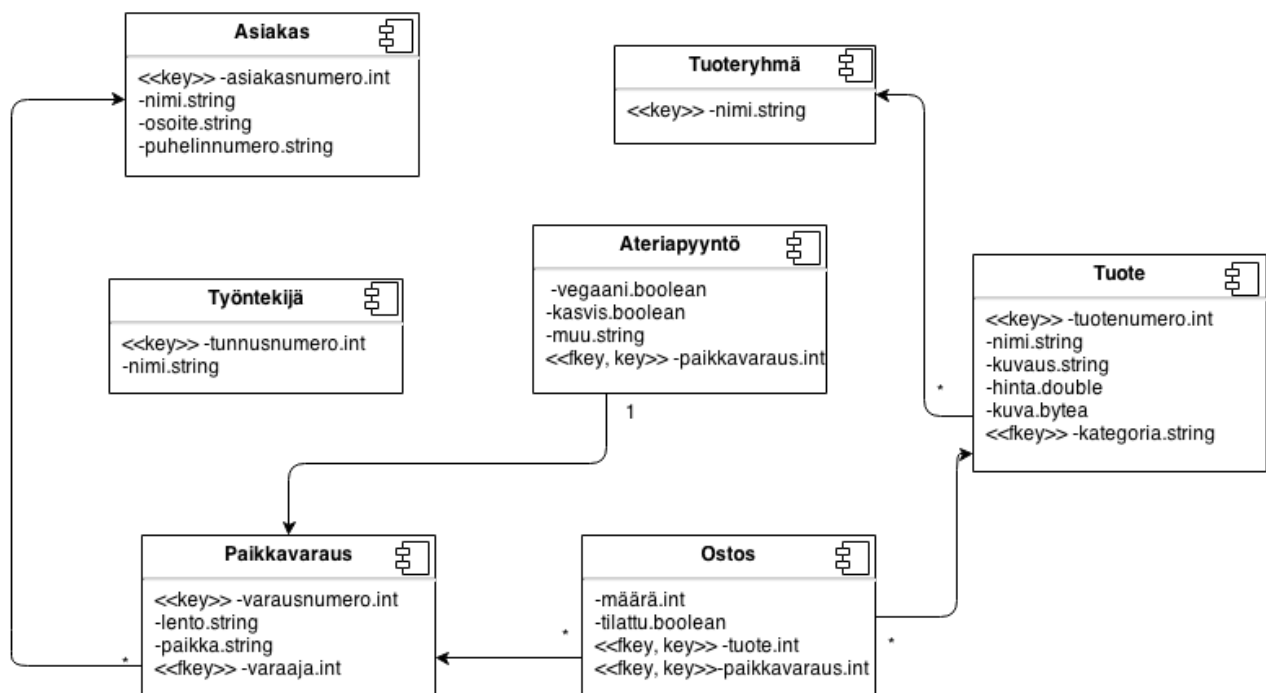 Asiakas
<<key>> -asiakasnumero.int
-nimi.string
-osoite.string
-puhelinnumero.string
Tuoteryhmä
<<key>> -nimi.string
Ateriapyyntö
-vegaani.boolean
-kasvis.boolean
-muu.string
<<fkey, key>> -paikkavaraus.int
1
Työntekijä
<<key>> -tunnusnumero.int
-nimi.string
Tuote
<<key>> -tuotenumero.int
-nimi.string
-kuvaus.string
-hinta.double
-kuva.bytea
<<fkey>> -kategoria.string
*
Paikkavaraus
<<key>> -varausnumero.int
-lento.string
-paikka.string
<<fkey>> -varaaja.int
*
Ostos
-määrä.int
-tilattu.boolean
<<fkey, key>> -tuote.int
<<fkey, key>>-paikkavaraus.int
*
*